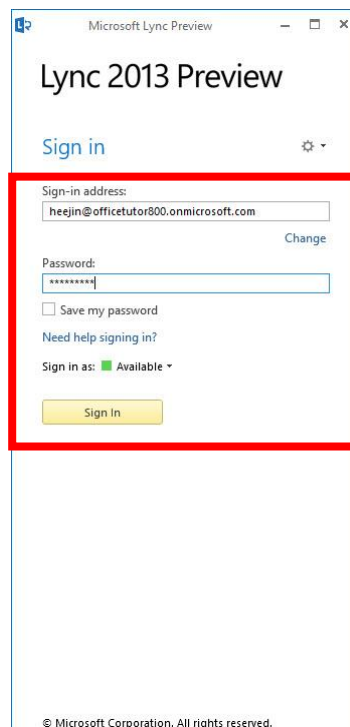 Microsoft Lync Preview
Lync 2013 Preview
Sign in
Sign-in address:
heejin@officetutor800.onmicrosoft.com
Change
Password:
*********
Save my password
Need help signing in?
Sign in as: Available
Sign In
© Microsoft Corporation. All rights reserved.